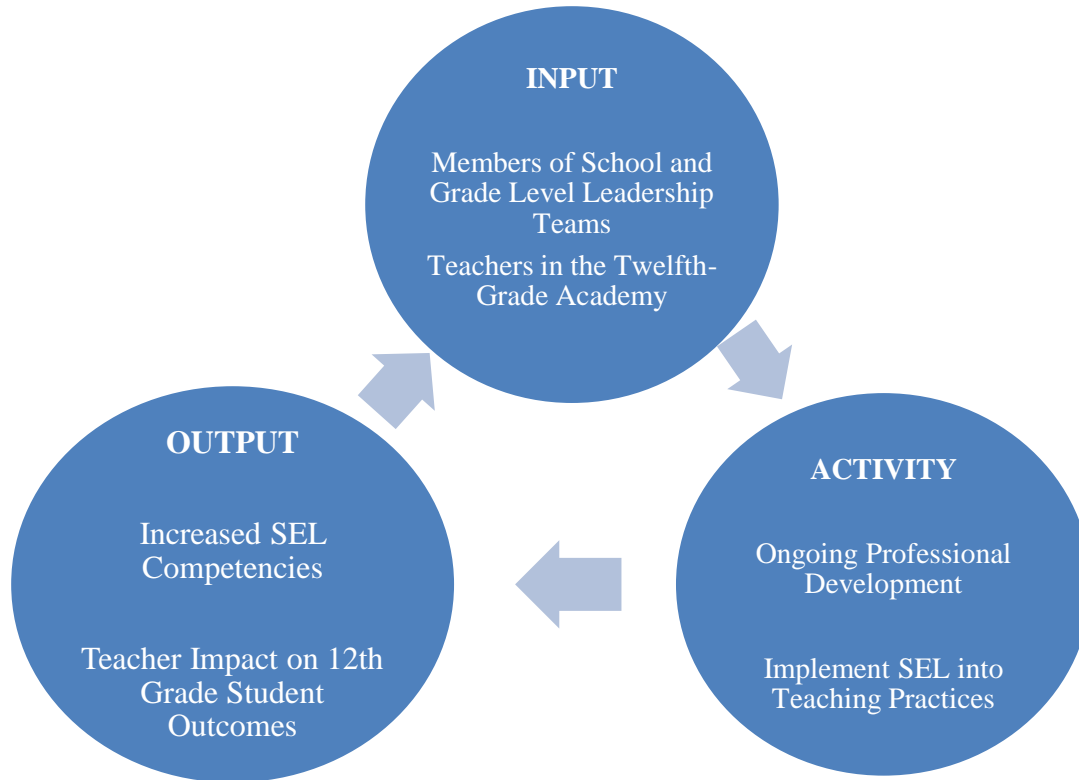 INPUT
Members of School and
Grade Level Leadership
Teams
Teachers in the Twelfth-
Grade Academy
ACTIVITY
Ongoing Professional
Development
Implement SEL into
Teaching Practices
OUTPUT
Increased SEL
Competencies
Teacher Impact on 12th
Grade Student
Outcomes